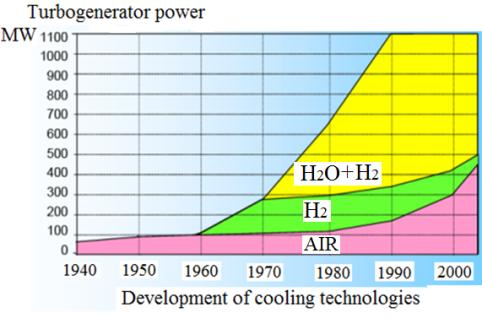 Turbogenerator power
MW 1100
1000
900
800
700
600
500
400
300
200
100
0
H2O+H2
H2
AIR
1940 1950 1960 1970 1980 1990 2000
Development of cooling technologies